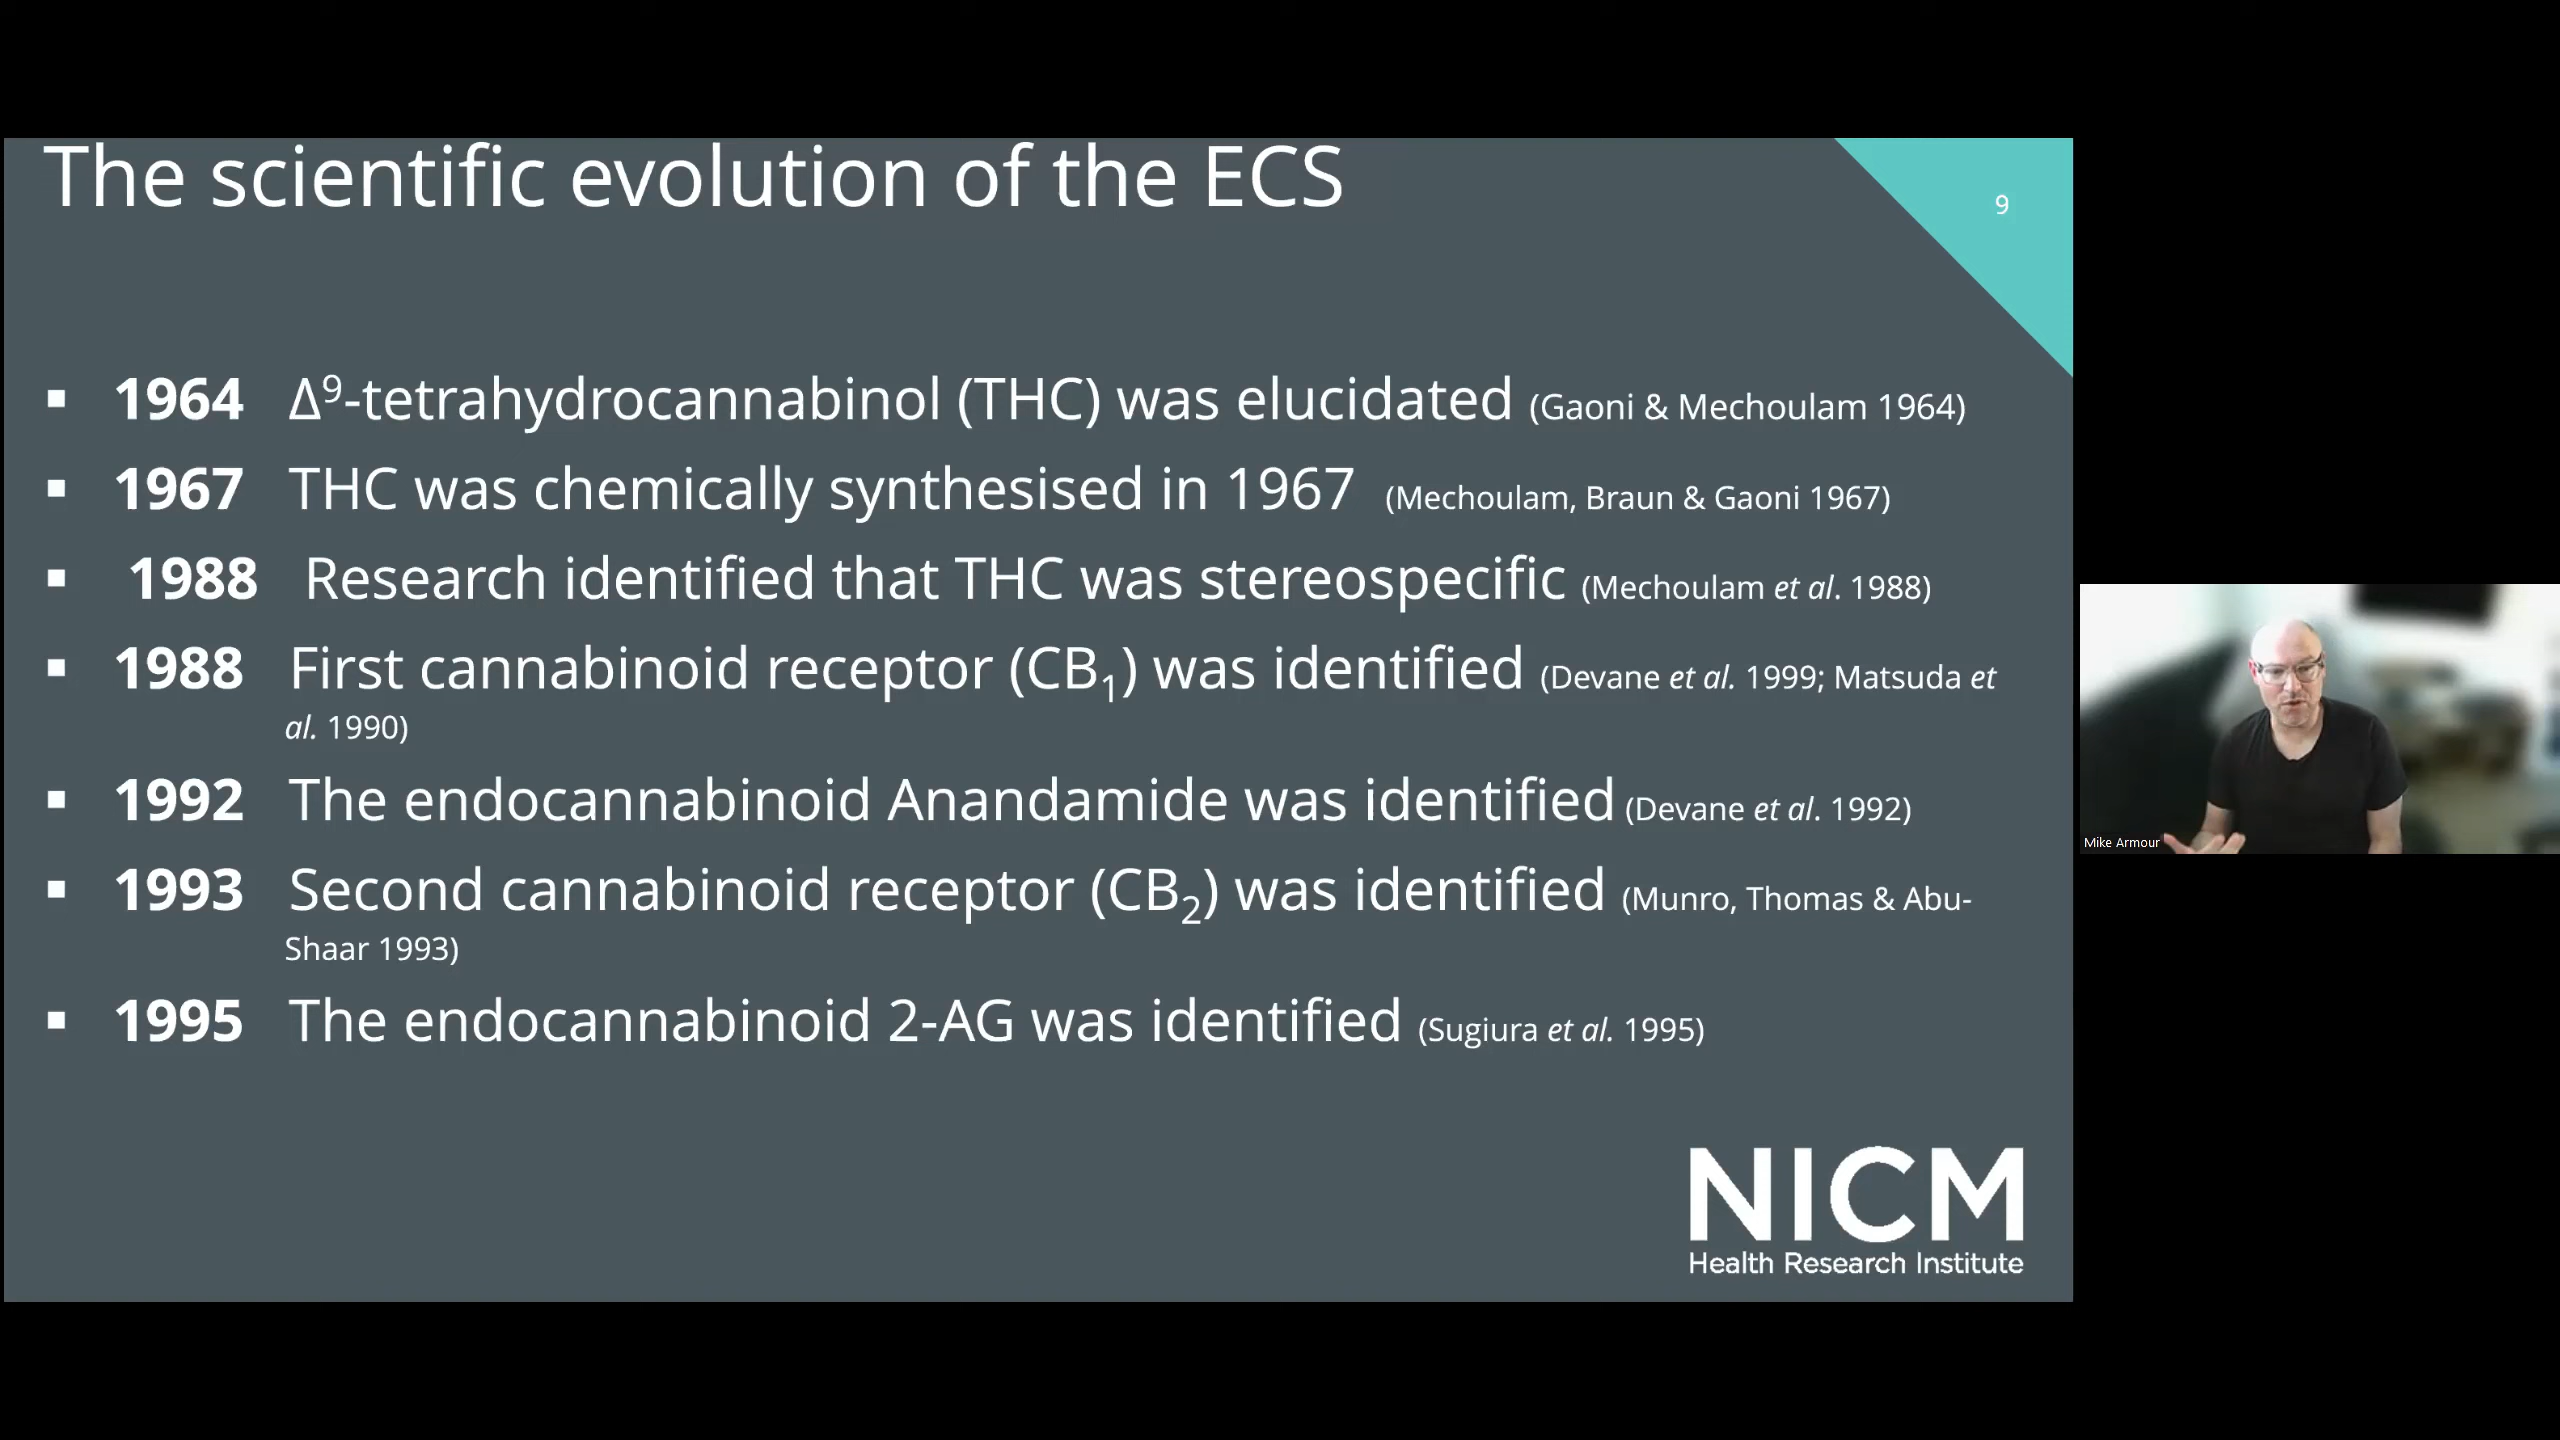 The scientific evolution of the ECS
9
▪ 1964 Δ⁹-tetrahydrocannabinol (THC) was elucidated (Gaoni & Mechoulam 1964)
▪ 1967 THC was chemically synthesised in 1967 (Mechoulam, Braun & Gaoni 1967)
▪ 1988 Research identified that THC was stereospecific (Mechoulam et al. 1988)
▪ 1988 First cannabinoid receptor (CB₁) was identified (Devane et al. 1999; Matsuda et
al. 1990)
▪ 1992 The endocannabinoid Anandamide was identified (Devane et al. 1992)
▪ 1993 Second cannabinoid receptor (CB₂) was identified (Munro, Thomas & Abu-
Shaar 1993)
▪ 1995 The endocannabinoid 2-AG was identified (Sugiura et al. 1995)
NICM
Health Research Institute
Mike Armour